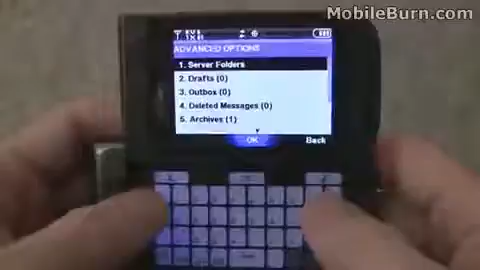 MobileBurn.com
ADVANCED OPTIONS
1. Server Folders
2. Drafts (0)
3. Outbox (0)
4. Deleted Messages (0)
5. Archives (1)
OK Back